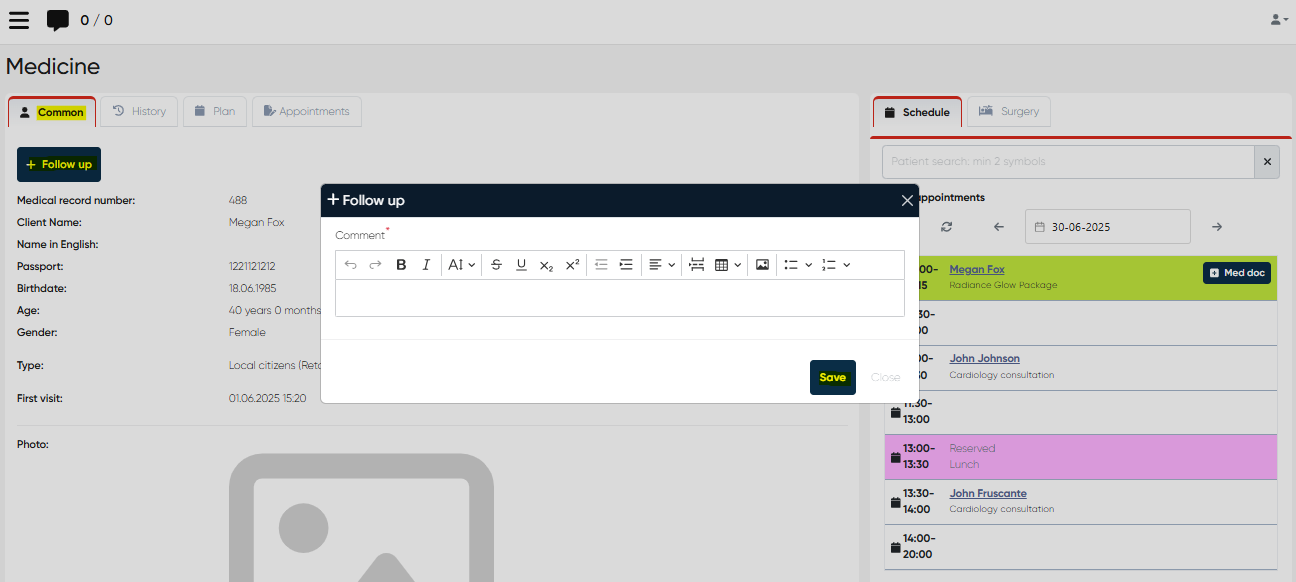 0 / 0
Medicine
Common
History
Plan
Appointments
+ Follow up
Medical record number: 488
Client Name: Megan Fox
Name in English:
Passport: 1221121212
Birthdate: 18.06.1985
Age: 40 years 0 months
Gender: Female
Type: Local citizens
First visit: 01.06.2025 15:20
Photo:
+ Follow up
Comment*
Save
Close
Schedule
Surgery
Patient search: min 2 symbols
30-06-2025
Megan Fox
Radiance Glow Package
Med doc
John Johnson
Cardiology consultation
11:30-
13:00
13:00-
13:30
Reserved
Lunch
13:30-
14:00
John Fruscante
Cardiology consultation
14:00-
20:00